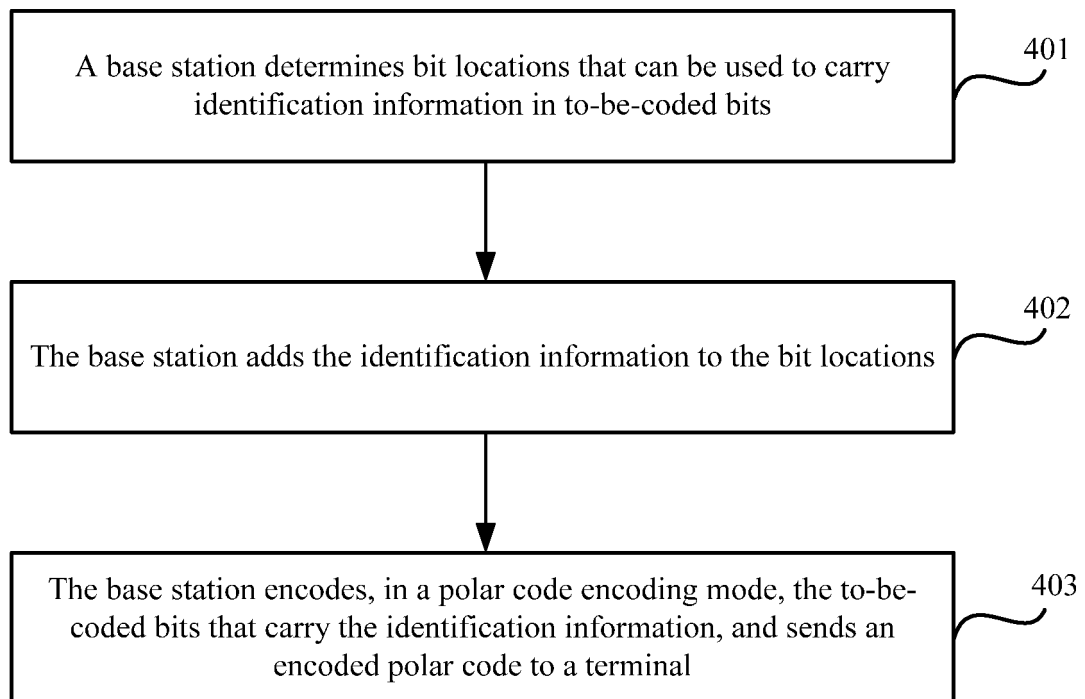 A base station determines bit locations that can be used to carry
identification information in to-be-coded bits
401
The base station adds the identification information to the bit locations
402
The base station encodes, in a polar code encoding mode, the to-be-
coded bits that carry the identification information, and sends an
encoded polar code to a terminal
403